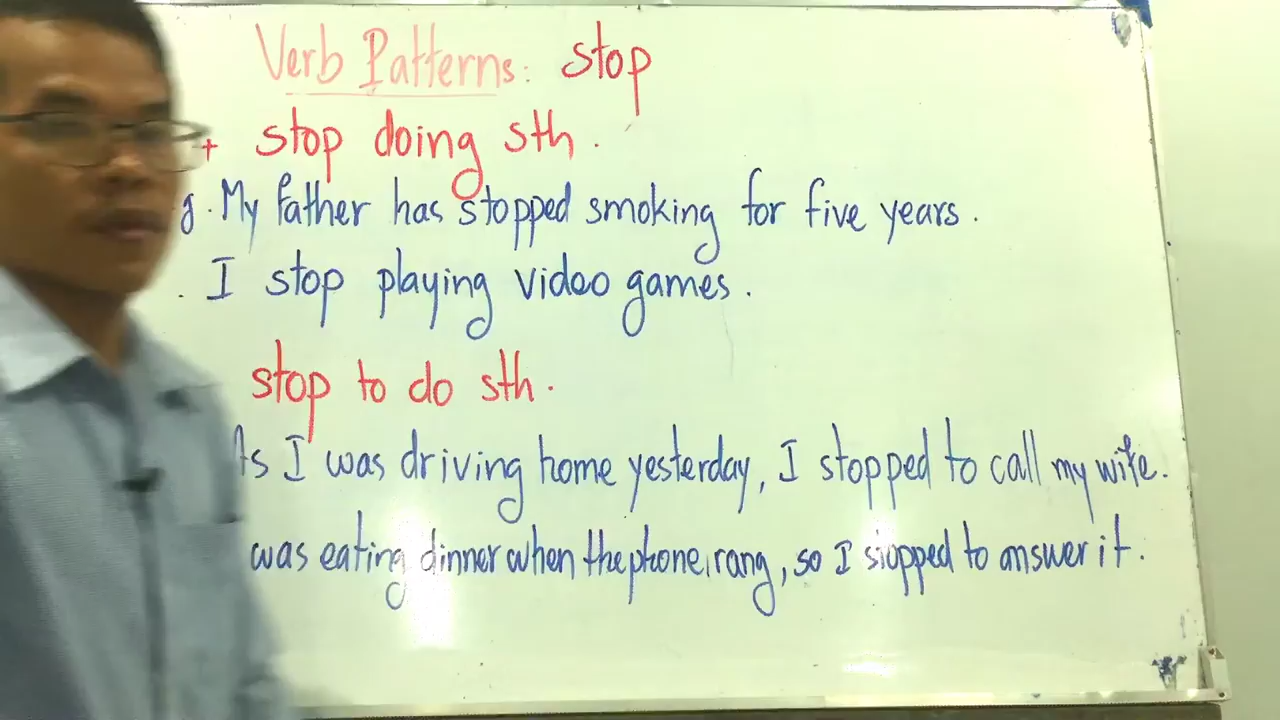 Verb Patterns: stop
+ stop doing sth.
g. My father has stopped smoking for five years.
. I stop playing video games.
stop to do sth.
As I was driving home yesterday, I stopped to call my wife.
was eating dinner when the phone rang, so I stopped to answer it.